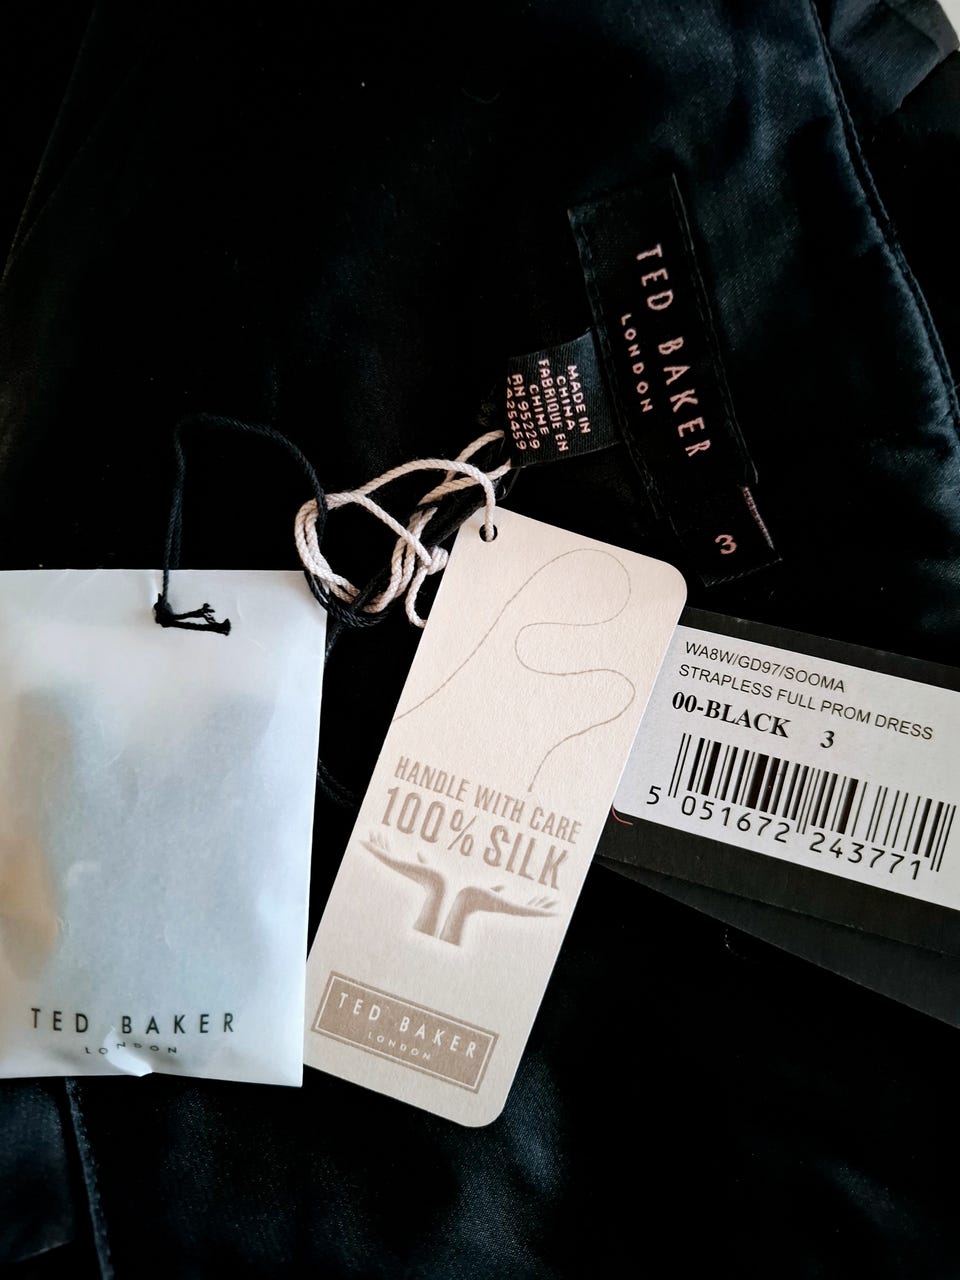 TED BAKER
LONDON
3
MADE IN
CHINA
FABRIQUE EN
CHINE
RN 95229
CA25459
WA8W/GD97/SOOMA
STRAPLESS FULL PROM DRESS
00-BLACK 3
5 051672 243771
HANDLE WITH CARE
100% SILK
TED BAKER
LONDON
TED BAKER
LONDON